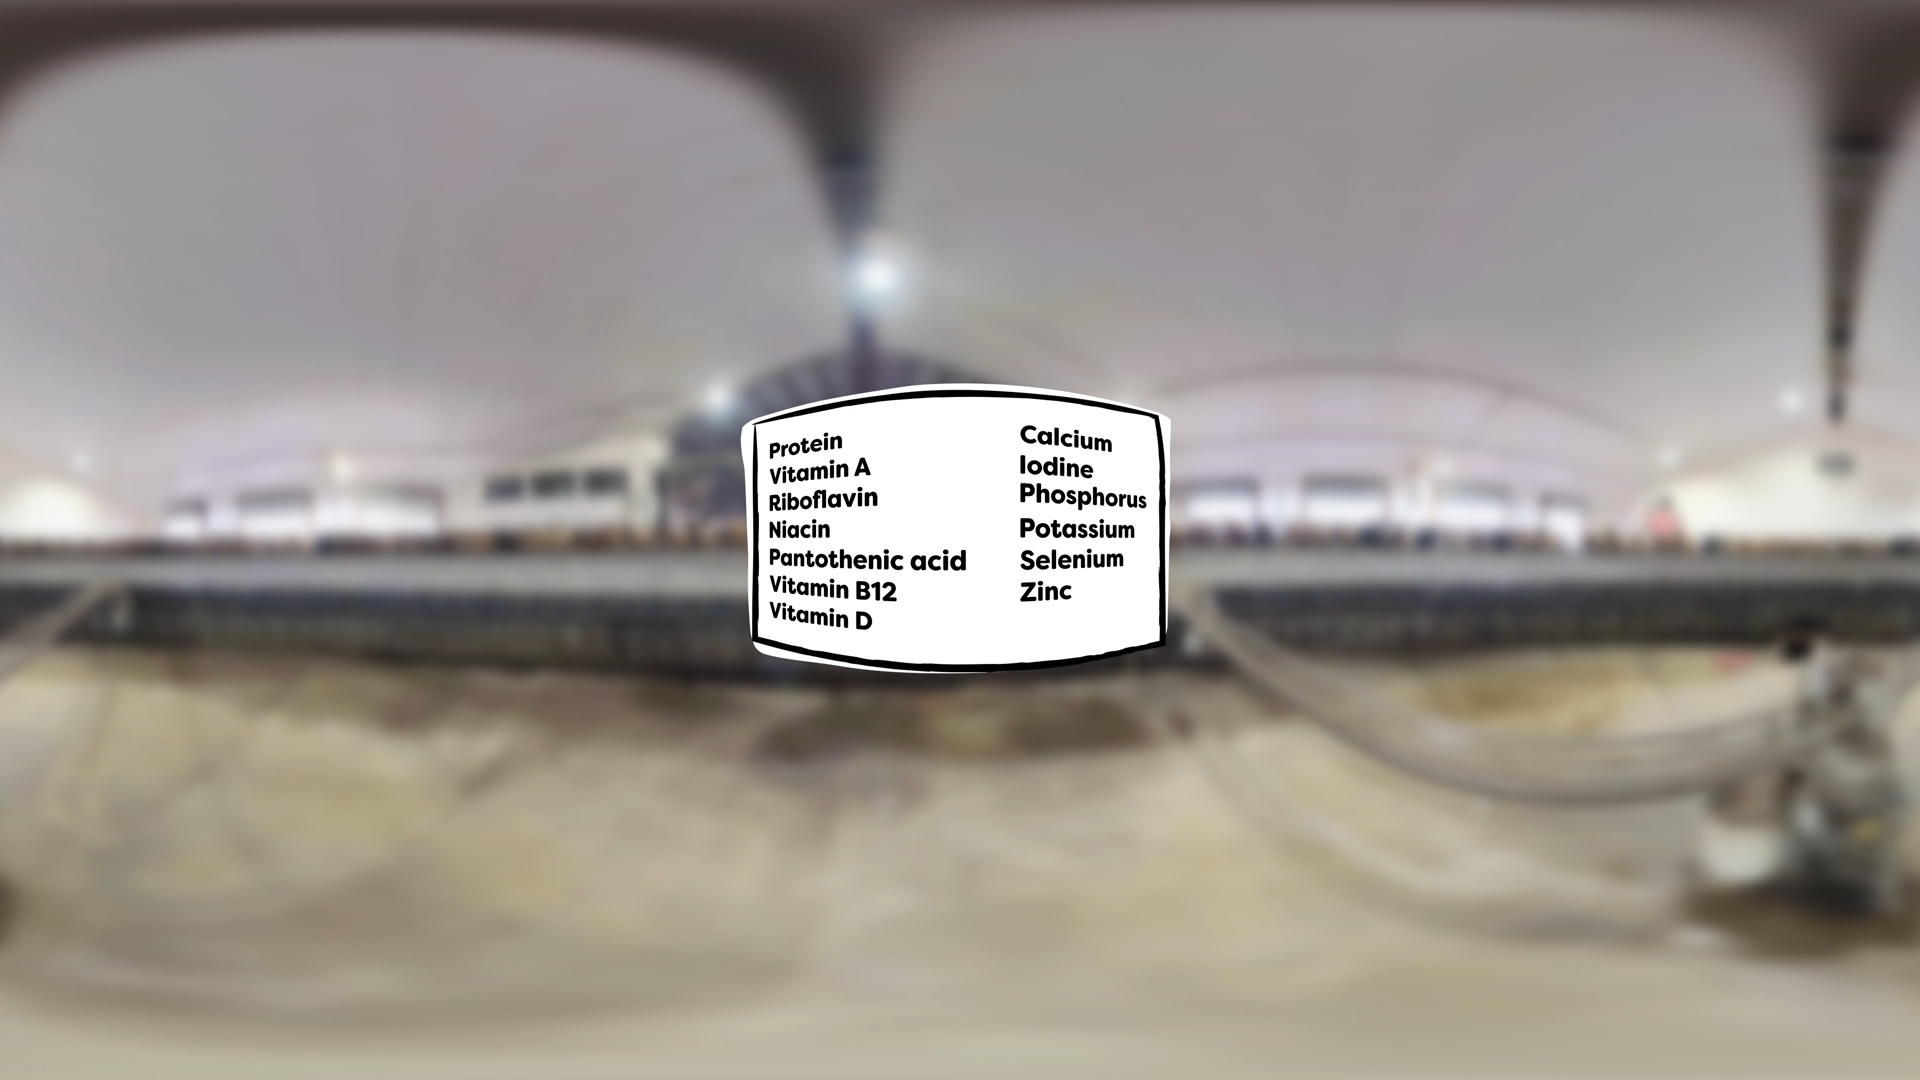 Protein
Vitamin A
Riboflavin
Niacin
Pantothenic acid
Vitamin B12
Vitamin D
Calcium
Iodine
Phosphorus
Potassium
Selenium
Zinc